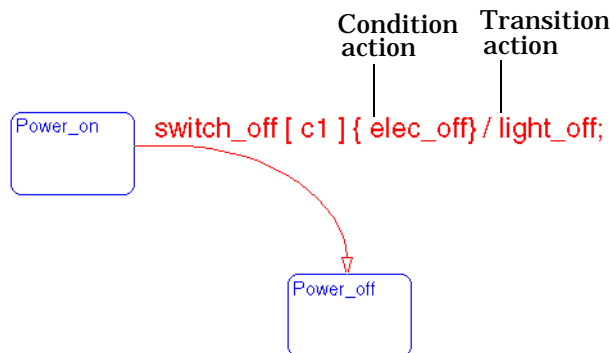 Condition action
Transition action
Power_on
switch_off [ c1 ] { elec_off} / light_off;
Power_off